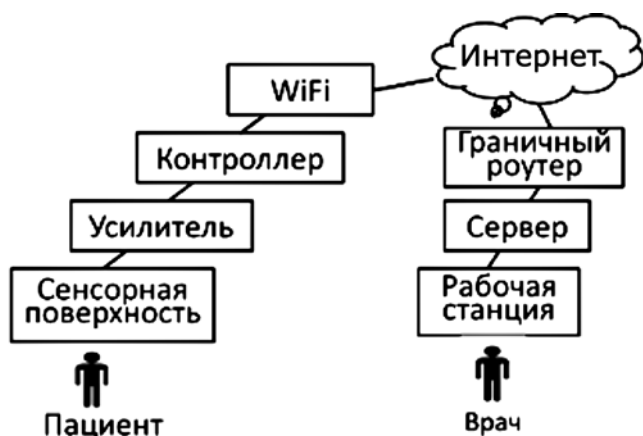 Интернет
WiFi
Контроллер
Усилитель
Сенсорная
поверхность
Пациент
Граничный
роутер
Сервер
Рабочая
станция
Врач